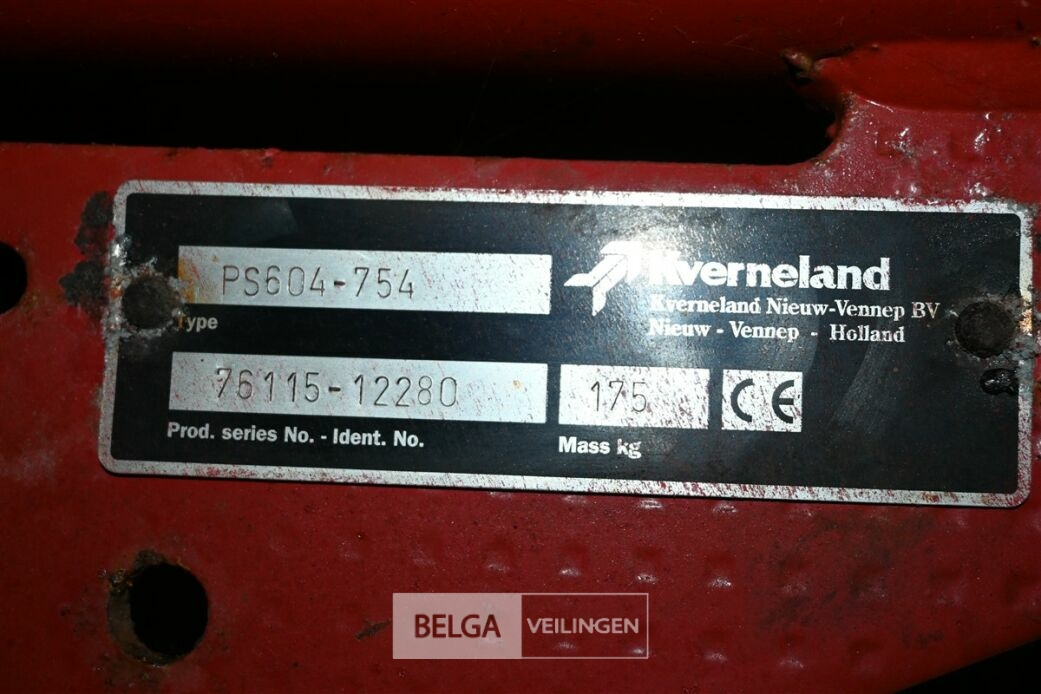 PS604-754
Type
Kverneland
Kverneland Nieuw-Vennep BV
Nieuw - Vennep - Holland
76115-12280
Prod. series No. - Ident. No.
175
Mass kg
CE
BELGA VEILINGEN